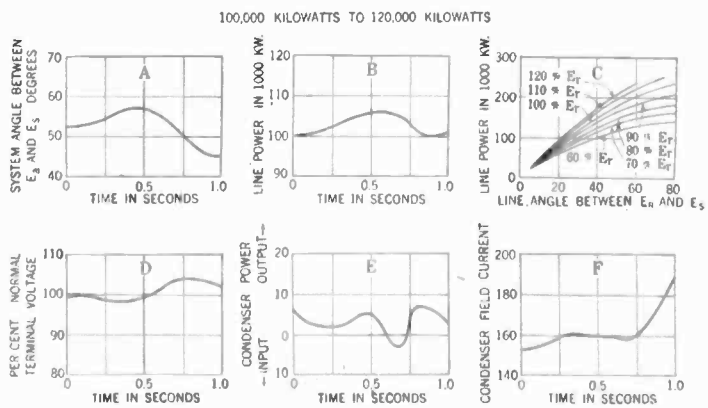 100,000 KILOWATTS TO 120,000 KILOWATTS
SYSTEM ANGLE BETWEEN
Ea AND Es DEGREES
70
60
50
40
A
0
0.5
1.0
TIME IN SECONDS
LINE POWER IN 1000 KW.
120
110
100
90
B
0
0.5
1.0
TIME IN SECONDS
LINE POWER IN 1000 KW.
300
200
100
0
C
120 % Er
110 % Er
100 % Er
90 % Er
80 % Er
70 % Er
60 % Er
20
40
60
80
LINE ANGLE BETWEEN ER AND Es
PER CENT NORMAL
TERMINAL VOLTAGE
110
100
90
80
D
0
0.5
1.0
TIME IN SECONDS
CONDENSER POWER
←INPUT OUTPUT→
20
10
0
10
E
0
0.5
1.0
TIME IN SECONDS
CONDENSER FIELD CURRENT
200
180
160
140
F
0
0.5
1.0
TIME IN SECONDS